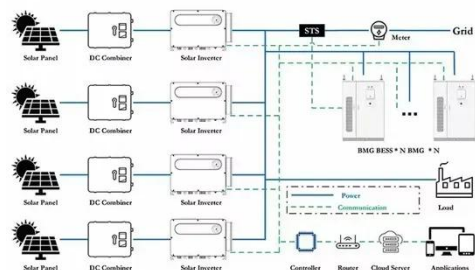 STS
Meter
Grid
Solar Panel DC Combiner Solar Inverter
Solar Panel DC Combiner Solar Inverter
BMG BESS * N BMG * N
Solar Panel DC Combiner Solar Inverter
Power
Communication
Load
Solar Panel DC Combiner Solar Inverter
Controller Router Cloud Server Applications